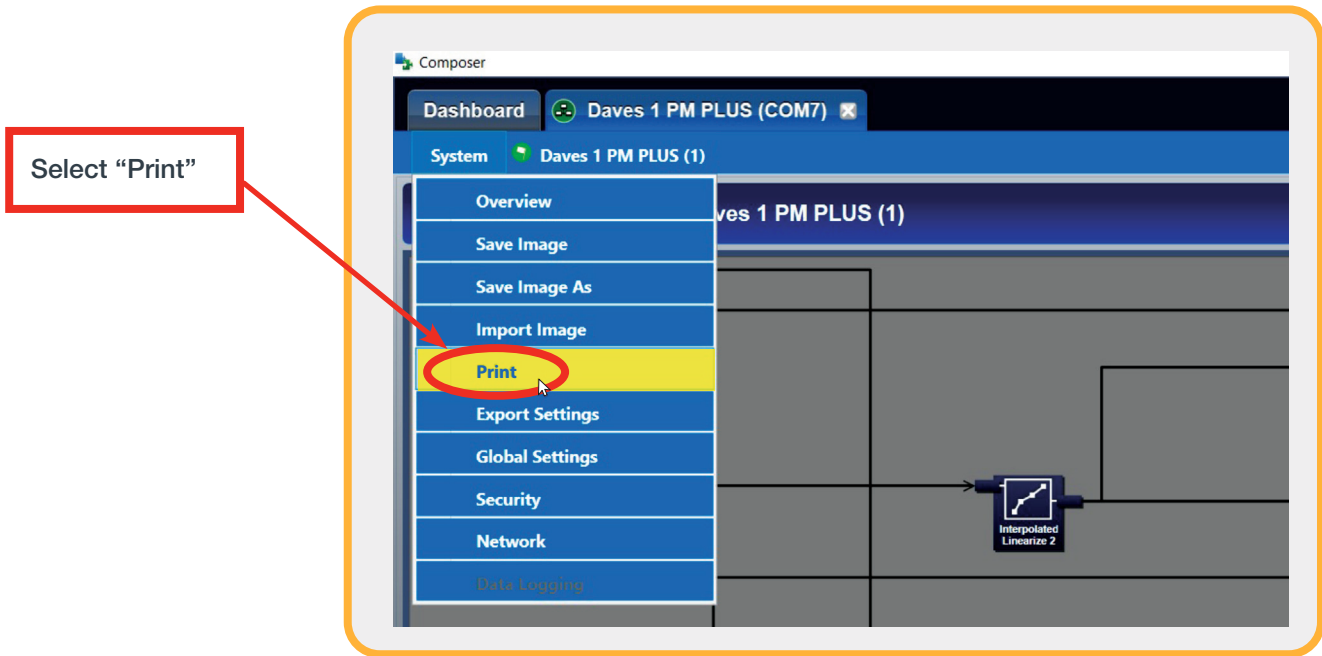 Composer
Dashboard Daves 1 PM PLUS (COM7)
System Daves 1 PM PLUS (1)
Select “Print”
Overview
ves 1 PM PLUS (1)
Save Image
Save Image As
Import Image
Print
Export Settings
Global Settings
Security
Network
Data Logging
Interpolated
Linearize 2